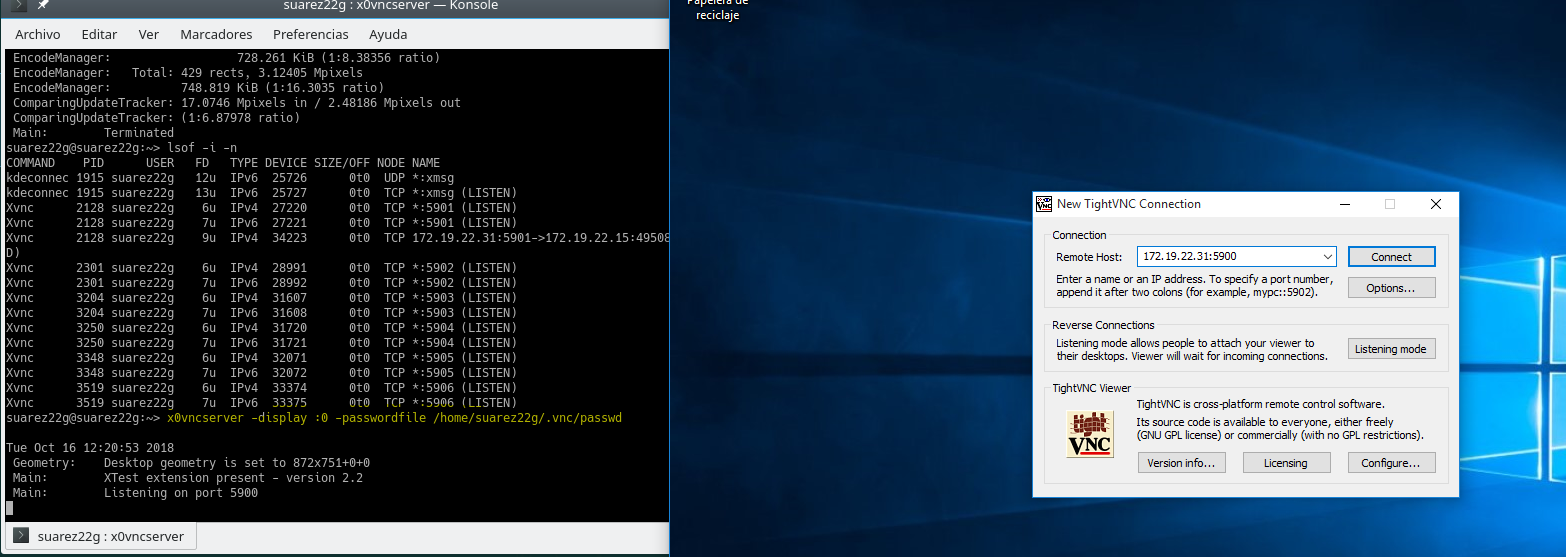 suarez22g : x0vncserver — Konsole
Archivo Editar Ver Marcadores Preferencias Ayuda
EncodeManager: 728.261 KiB (1:8.38356 ratio)
EncodeManager: Total: 429 rects, 3.12405 Mpixels
EncodeManager: 748.819 KiB (1:16.3035 ratio)
ComparingUpdateTracker: 17.0746 Mpixels in / 2.48186 Mpixels out
ComparingUpdateTracker: (1:6.87978 ratio)
Main: Terminated
suarez22g@suarez22g:~> lsof -i -n
COMMAND PID USER FD TYPE DEVICE SIZE/OFF NODE NAME
kdeconnec 1915 suarez22g 12u IPv6 25726 0t0 UDP *:xmsg
kdeconnec 1915 suarez22g 13u IPv6 25727 0t0 TCP *:xmsg (LISTEN)
Xvnc 2128 suarez22g 6u IPv4 27220 0t0 TCP *:5901 (LISTEN)
Xvnc 2128 suarez22g 7u IPv6 27221 0t0 TCP *:5901 (LISTEN)
Xvnc 2128 suarez22g 9u IPv4 34223 0t0 TCP 172.19.22.31:5901->172.19.22.15:49508
D)
Xvnc 2301 suarez22g 6u IPv4 28991 0t0 TCP *:5902 (LISTEN)
Xvnc 2301 suarez22g 7u IPv6 28992 0t0 TCP *:5902 (LISTEN)
Xvnc 3204 suarez22g 6u IPv4 31607 0t0 TCP *:5903 (LISTEN)
Xvnc 3204 suarez22g 7u IPv6 31608 0t0 TCP *:5903 (LISTEN)
Xvnc 3250 suarez22g 6u IPv4 31720 0t0 TCP *:5904 (LISTEN)
Xvnc 3250 suarez22g 7u IPv6 31721 0t0 TCP *:5904 (LISTEN)
Xvnc 3348 suarez22g 6u IPv4 32071 0t0 TCP *:5905 (LISTEN)
Xvnc 3348 suarez22g 7u IPv6 32072 0t0 TCP *:5905 (LISTEN)
Xvnc 3519 suarez22g 6u IPv4 33374 0t0 TCP *:5906 (LISTEN)
Xvnc 3519 suarez22g 7u IPv6 33375 0t0 TCP *:5906 (LISTEN)
suarez22g@suarez22g:~> x0vncserver -display :0 -passwordfile /home/suarez22g/.vnc/passwd
Tue Oct 16 12:20:53 2018
Geometry: Desktop geometry is set to 872x751+0+0
Main: XTest extension present - version 2.2
Main: Listening on port 5900
suarez22g : x0vncserver
Papelera de
reciclaje
New TightVNC Connection
Connection
Remote Host: 172.19.22.31:5900 Connect
Enter a name or an IP address. To specify a port number,
append it after two colons (for example, mypc::5902).
Options...
Reverse Connections
Listening mode allows people to attach your viewer to
their desktops. Viewer will wait for incoming connections.
Listening mode
TightVNC Viewer
tight
VNC
TightVNC is cross-platform remote control software.
Its source code is available to everyone, either freely
(GNU GPL license) or commercially (with no GPL restrictions).
Version info... Licensing Configure...